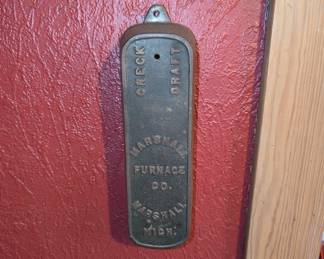 CHECK
DRAFT
MARSHALL
FURNACE
CO.
MARSHALL
MICH.